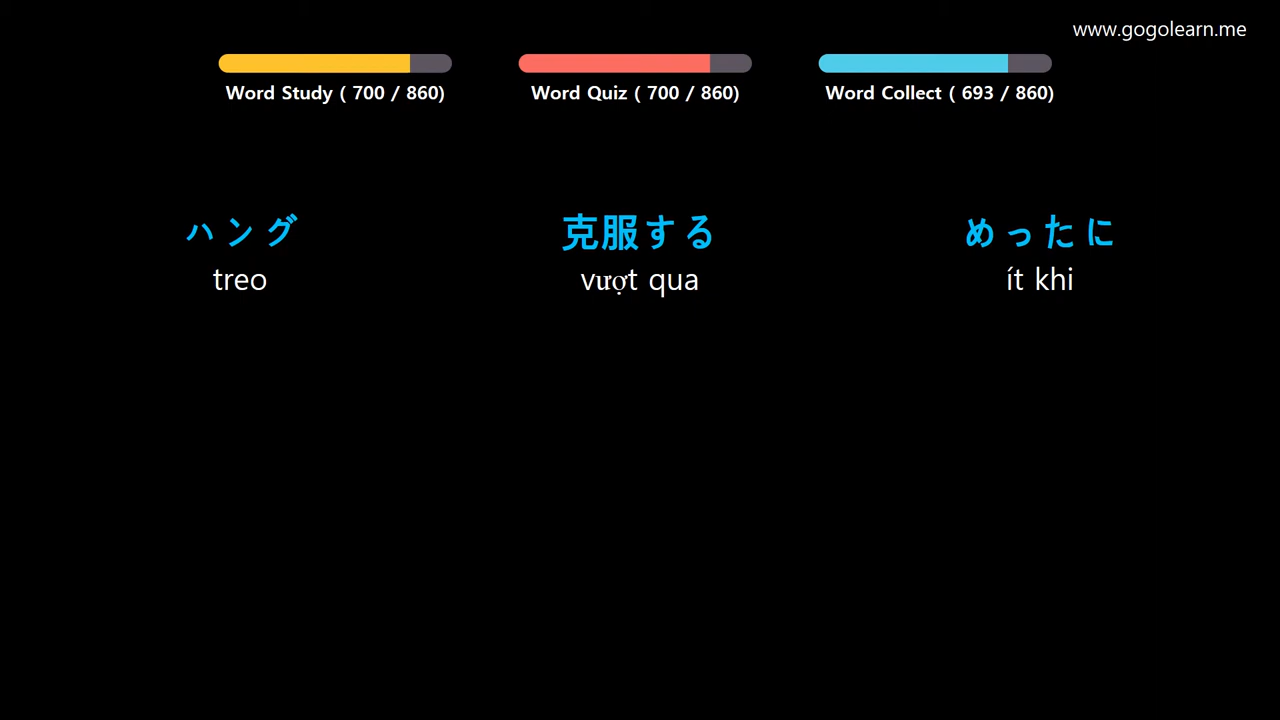 www.gogolearn.me
Word Study ( 700 / 860)
Word Quiz ( 700 / 860)
Word Collect ( 693 / 860)
ハング
treo
克服する
vượt qua
めったに
ít khi